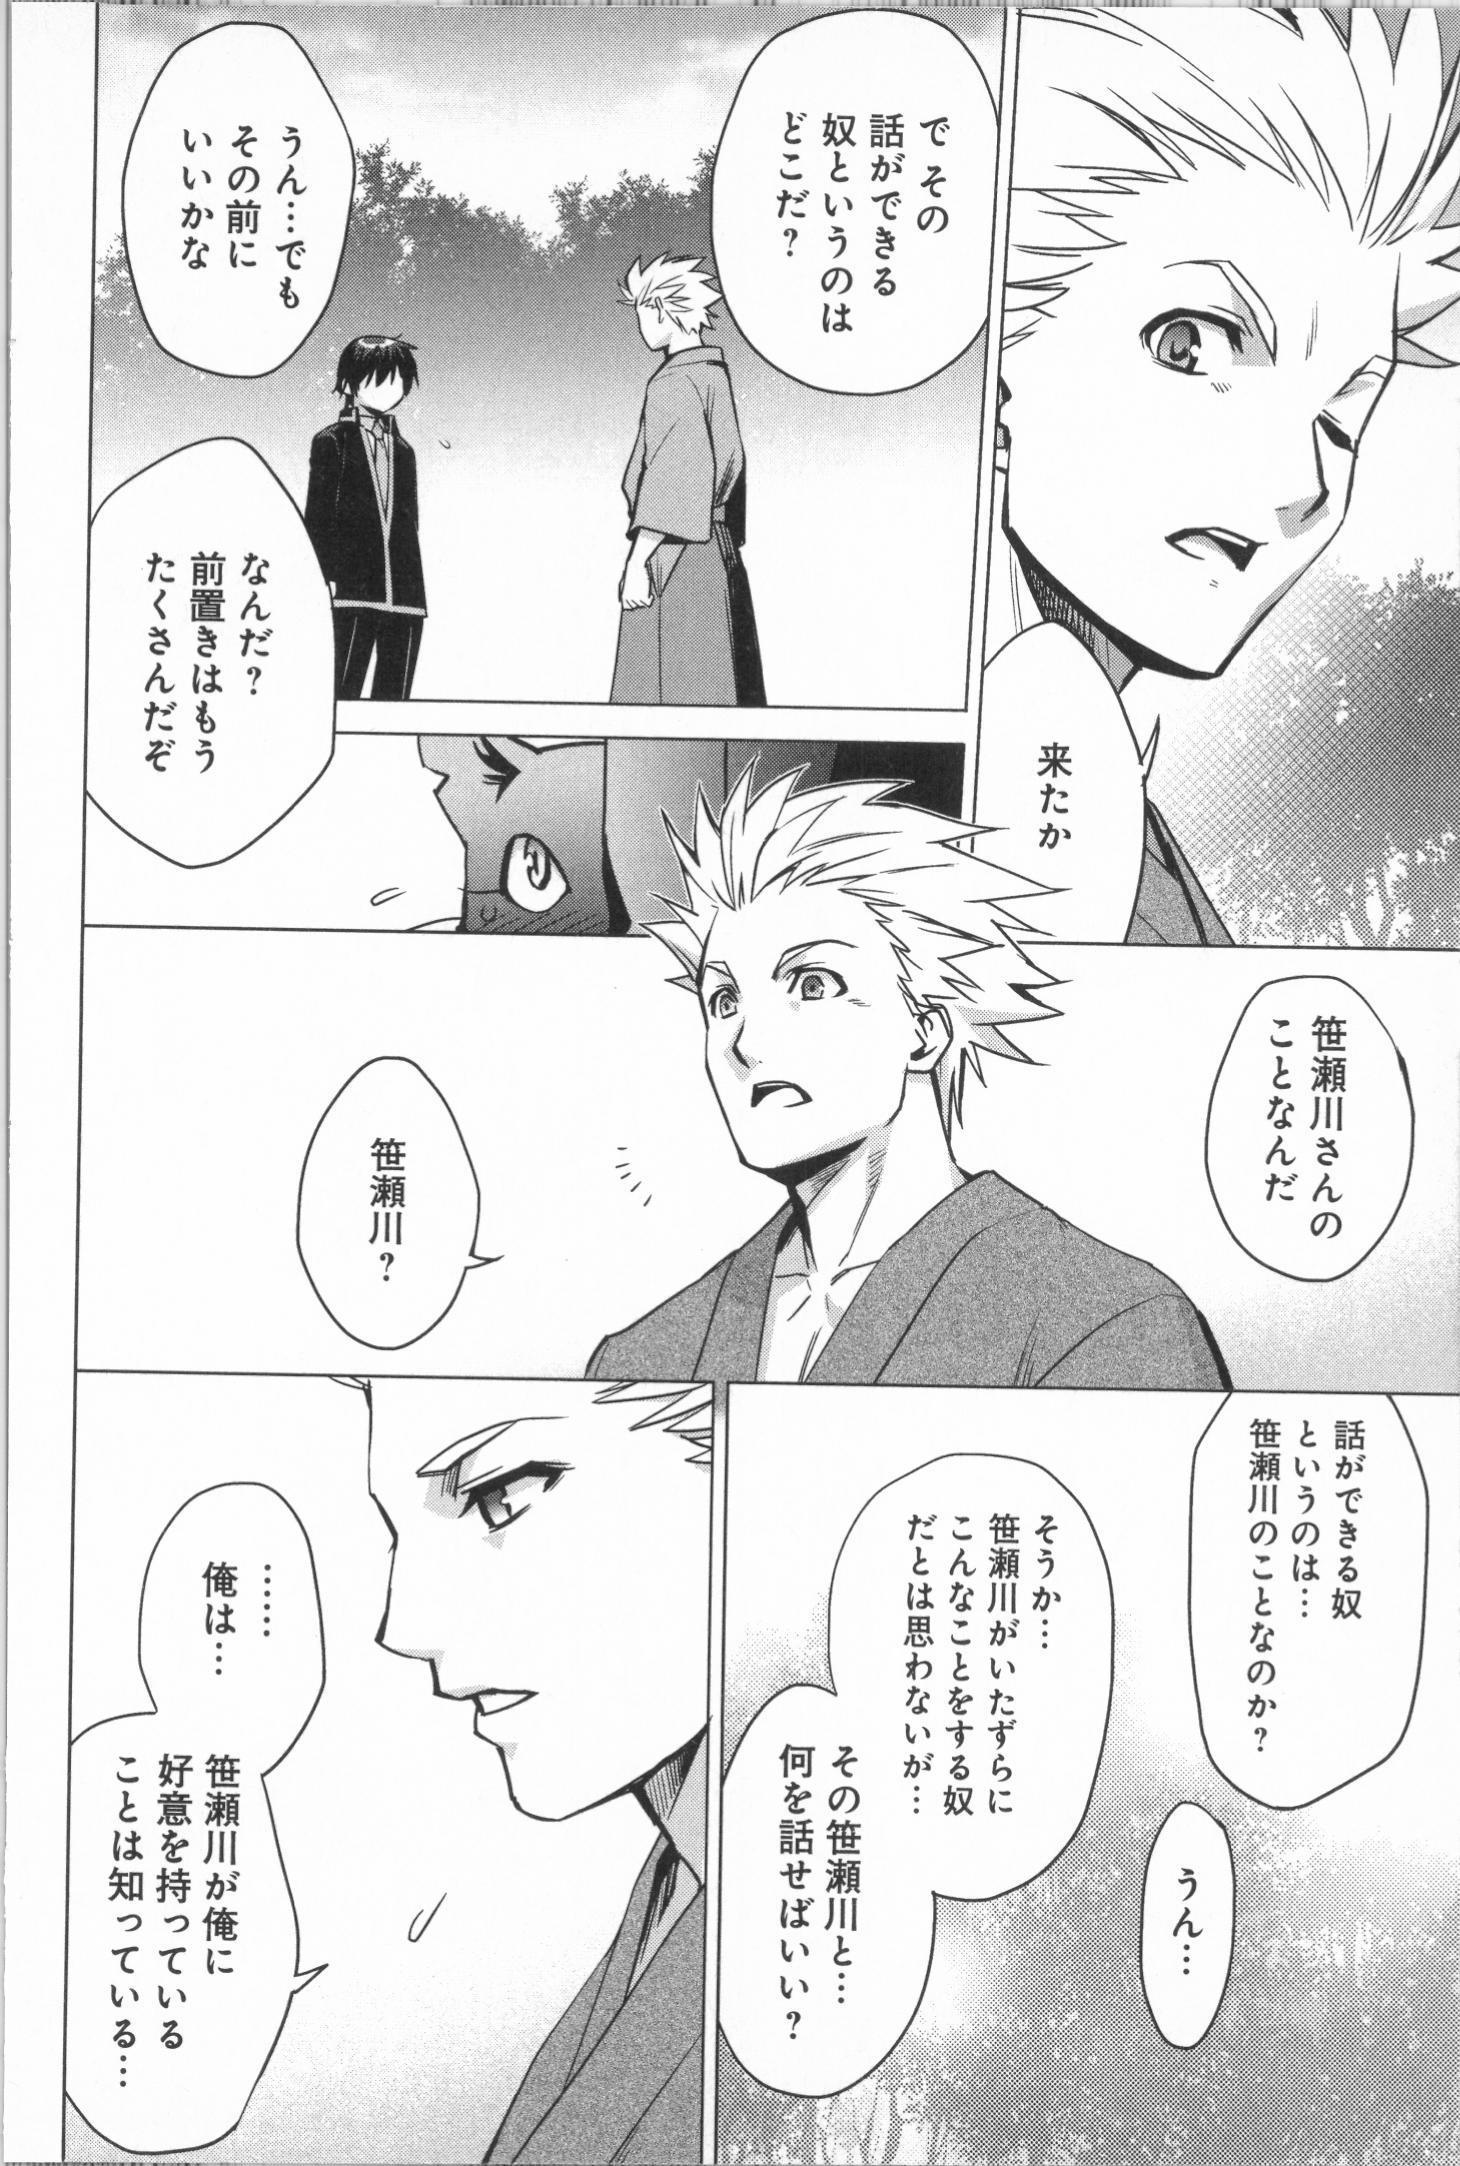 来たか
で その
話ができる
奴というのは
どこだ?
うん…でも
その前に
いいかな
なんだ?
前置きはもう
たくさんだぞ
笹瀬川さんの
ことなんだ
笹瀬川?
話ができる奴
というのは…
笹瀬川のことなのか?
うん…
そうか…
笹瀬川がいたずらに
こんなことをする奴
だとは思わないが…
その笹瀬川と…
何を話せばいい?
……
俺は…
笹瀬川が俺に
好意を持っている
ことは知っている…